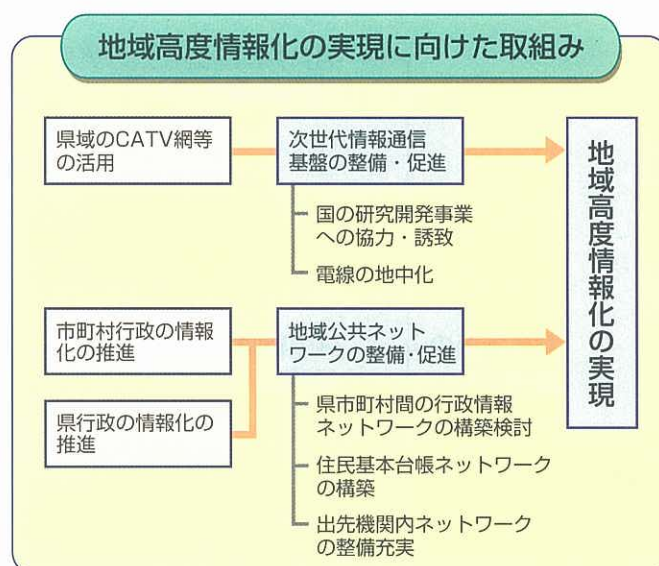 地域高度情報化の実現に向けた取組み
県域のCATV網等
の活用
次世代情報通信
基盤の整備・促進
国の研究開発事業
への協力・誘致
電線の地中化
市町村行政の情報
化の推進
県行政の情報化の
推進
地域公共ネット
ワークの整備・促進
県市町村間の行政情報
ネットワークの構築検討
住民基本台帳ネットワーク
の構築
出先機関内ネットワーク
の整備充実
地域高度情報化の実現